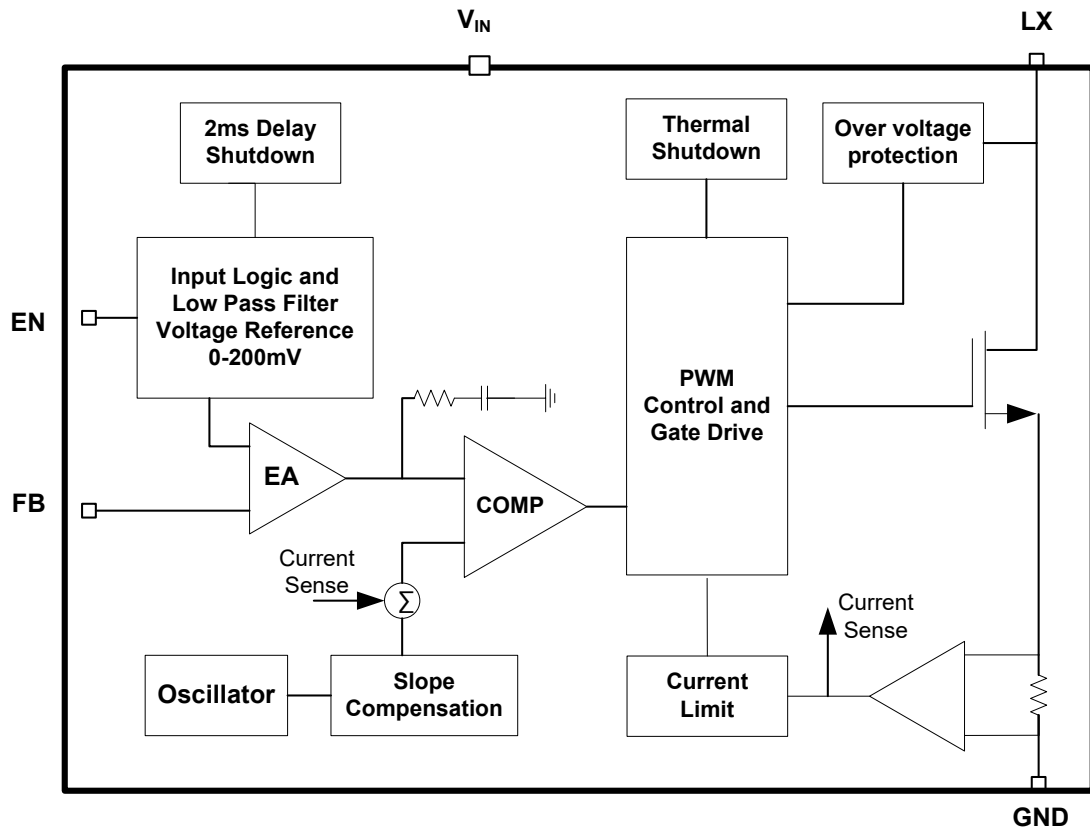 VIN
LX
2ms Delay
Shutdown
Thermal
Shutdown
Over voltage
protection
Input Logic and
Low Pass Filter
Voltage Reference
0-200mV
EN
PWM
Control and
Gate Drive
EA
FB
COMP
Current
Sense
Σ
Current
Sense
Oscillator
Slope
Compensation
Current
Limit
GND